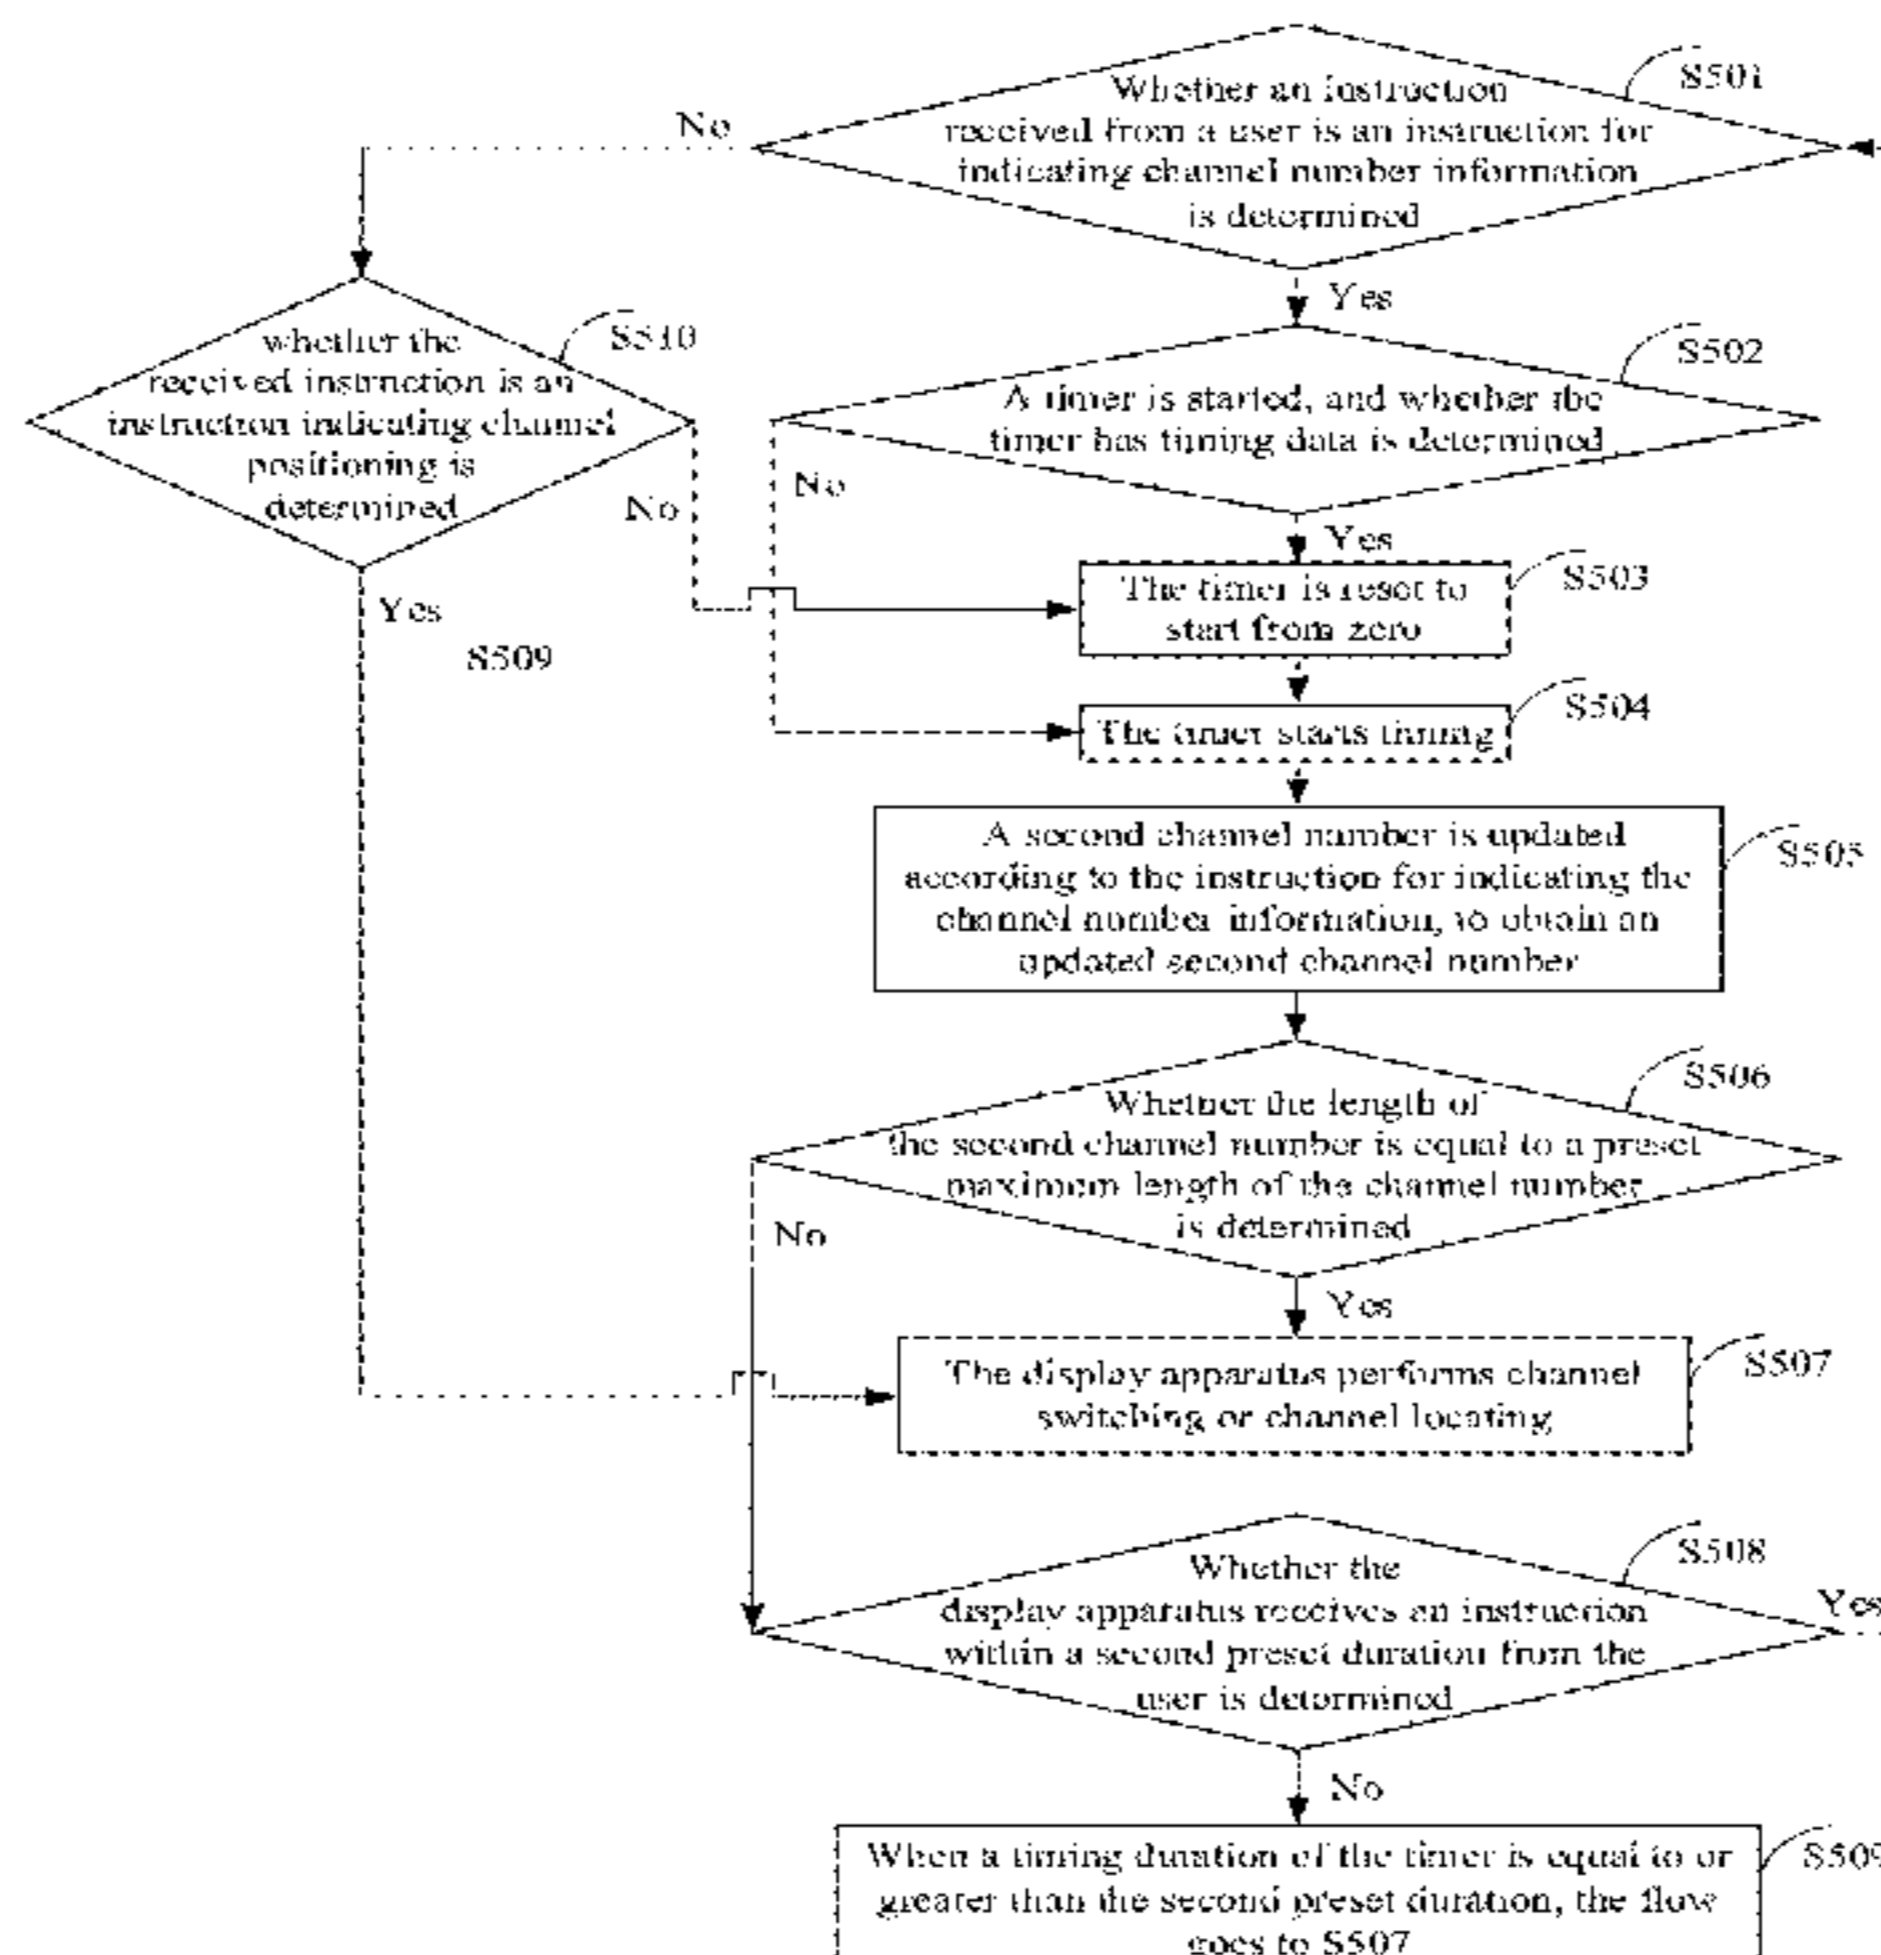 S501
Whether an instruction
received from a user is an instruction for
indicating channel number information
is determined
No
Yes
S510
whether the
received instruction is an
instruction indicating channel
positioning is
determined
No
Yes
S509
S502
A timer is started, and whether the
timer has timing data is determined
No
Yes
S503
The timer is reset to
start from zero
S504
The timer starts timing
S505
A second channel number is updated
according to the instruction for indicating the
channel number information, to obtain an
updated second channel number
S506
Whether the length of
the second channel number is equal to a preset
maximum length of the channel number
is determined
No
Yes
S507
The display apparatus performs channel
switching or channel locating
S508
Whether the
display apparatus receives an instruction
within a second preset duration from the
user is determined
Yes
No
S509
When a timing duration of the timer is equal to or
greater than the second preset duration, the flow
goes to S507